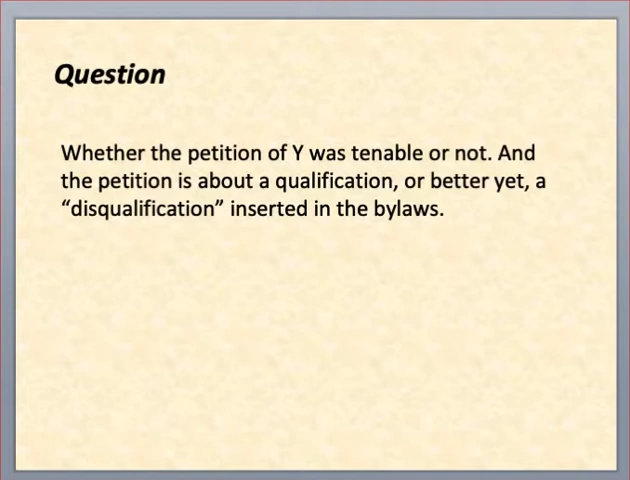 Question
Whether the petition of Y was tenable or not. And
the petition is about a qualification, or better yet, a
“disqualification” inserted in the bylaws.